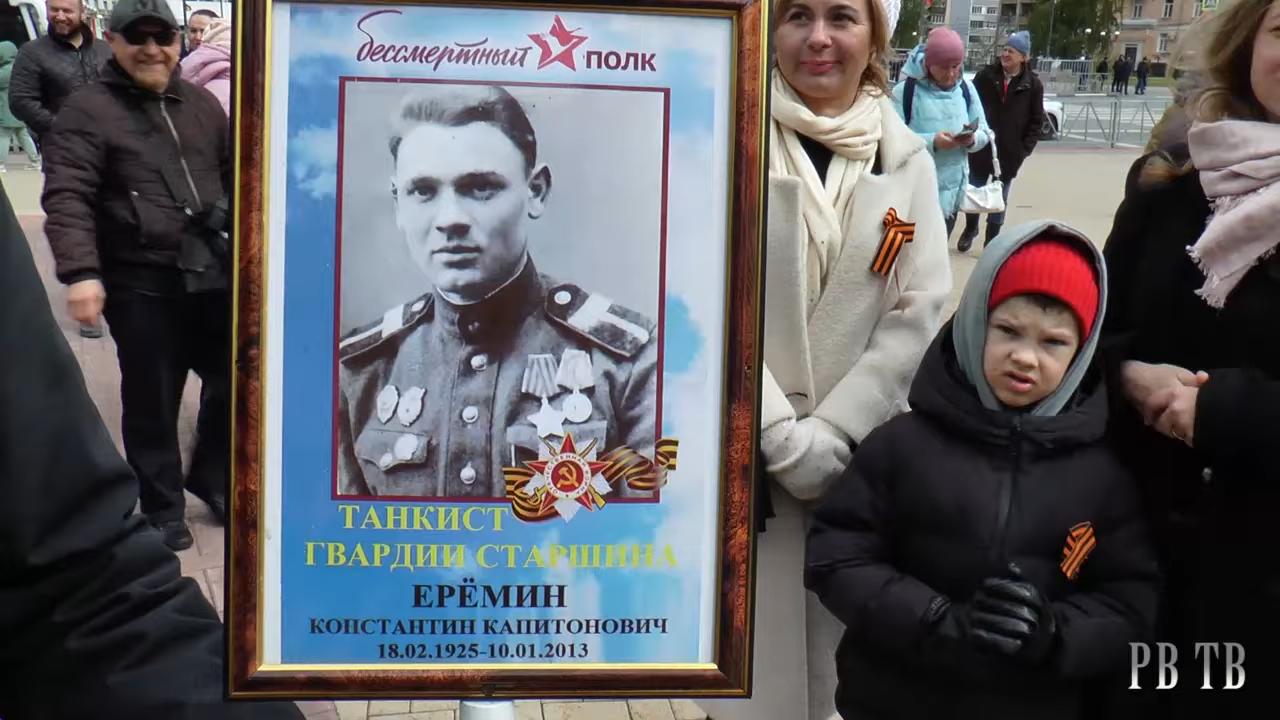 бессмертный ПОЛК
ТАНКИСТ
ГВАРДИИ СТАРШИНА
ЕРЁМИН
КОНСТАНТИН КАПИТОНОВИЧ
18.02.1925-10.01.2013
РВ ТВ